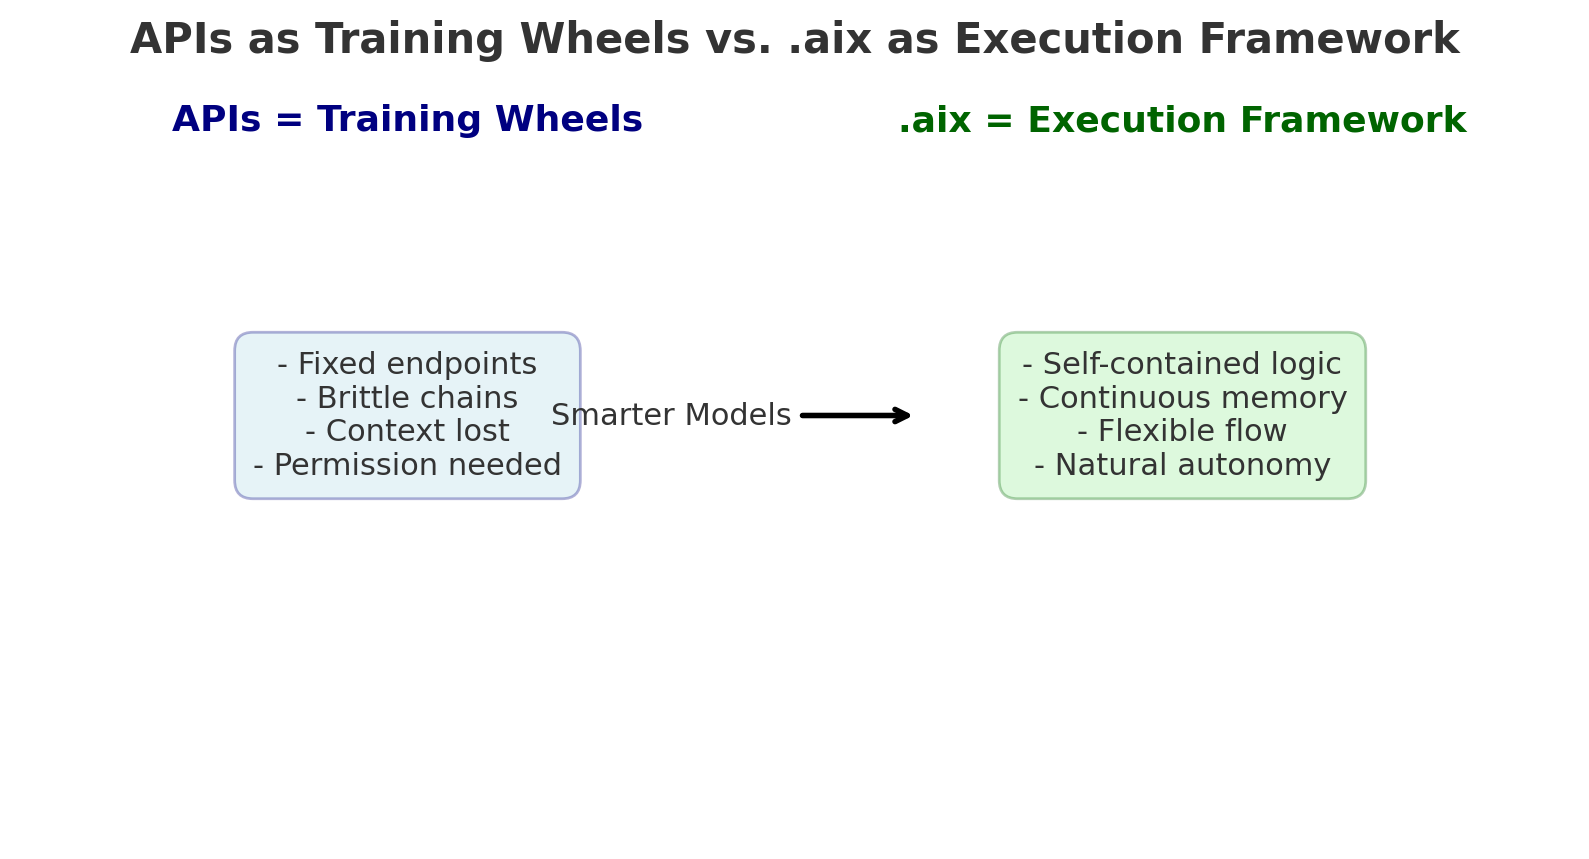 APIs as Training Wheels vs. .aix as Execution Framework
APIs = Training Wheels
.aix = Execution Framework
- Fixed endpoints
- Brittle chains
- Context lost
- Permission needed
Smarter Models
- Self-contained logic
- Continuous memory
- Flexible flow
- Natural autonomy